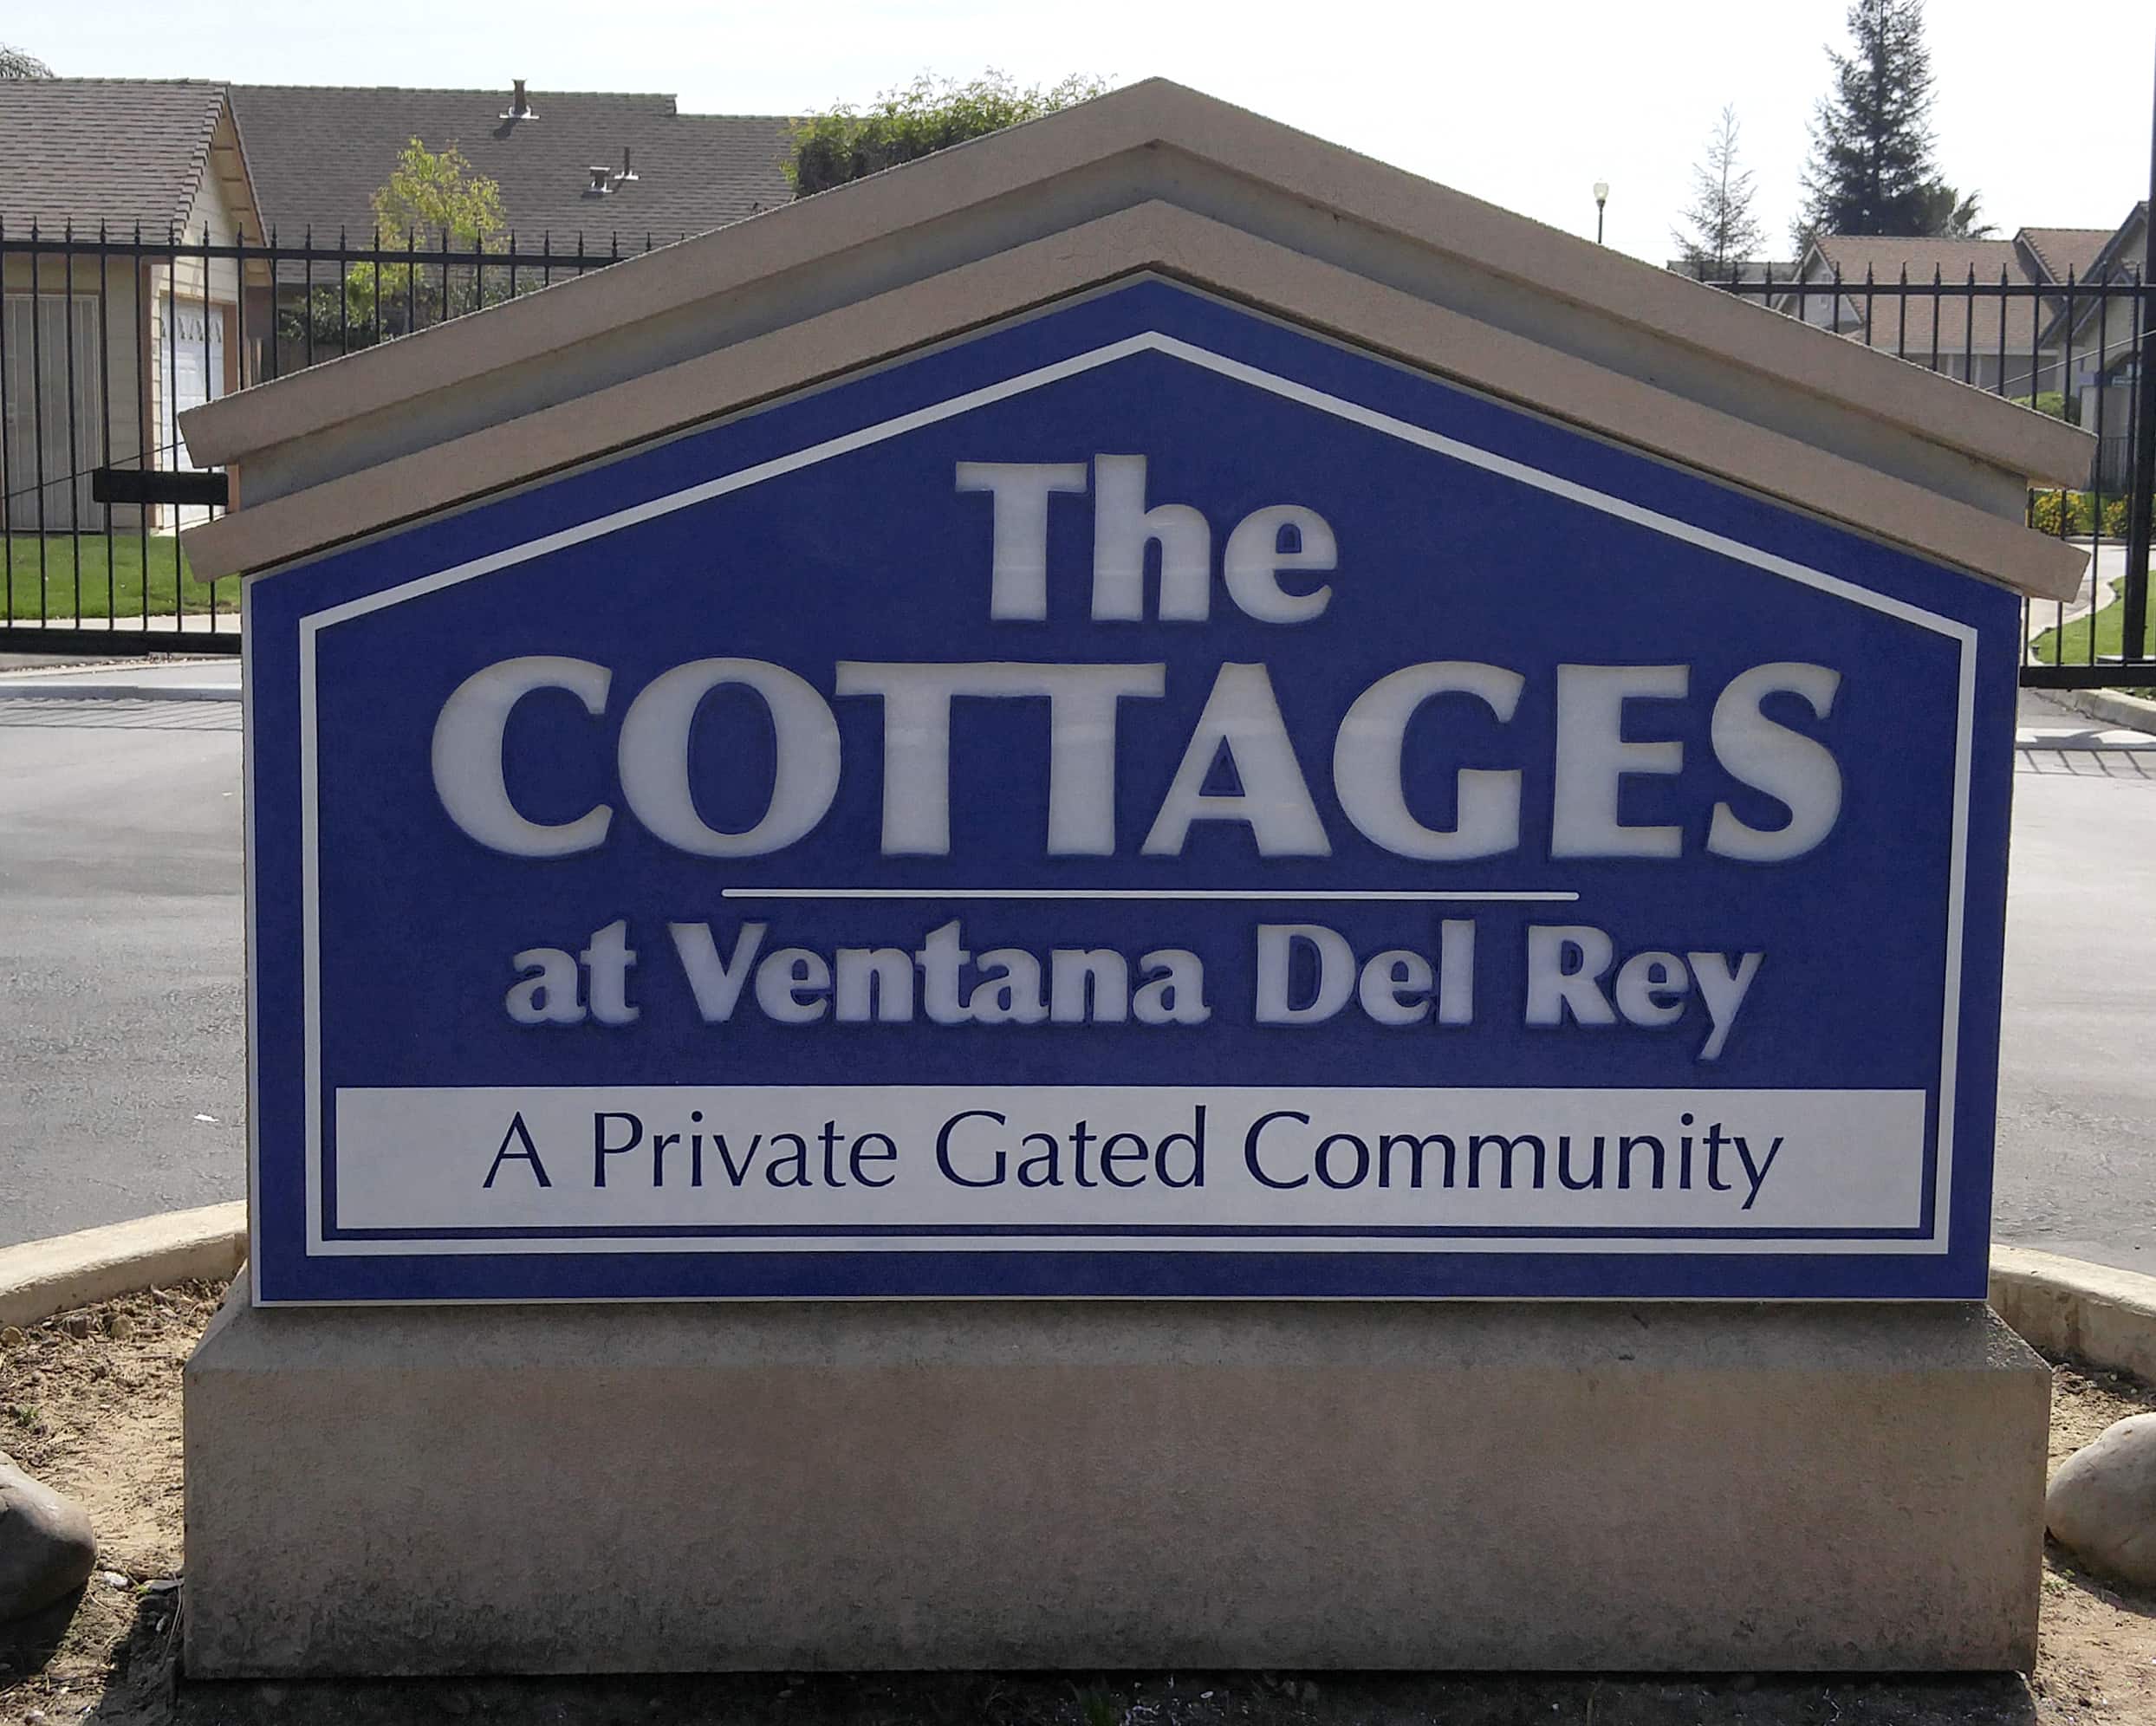 The
COTTAGES
at Ventana Del Rey
A Private Gated Community